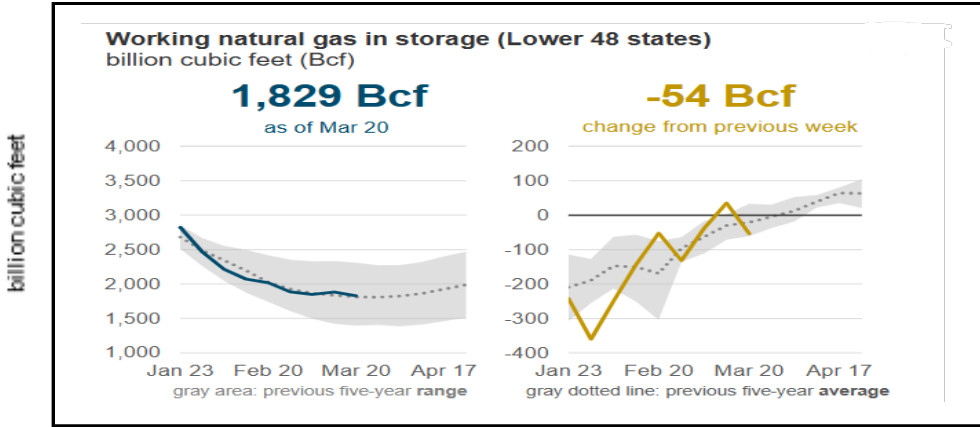 Working natural gas in storage (Lower 48 states)
billion cubic feet (Bcf)
1,829 Bcf
as of Mar 20
-54 Bcf
change from previous week
billion cubic feet
4,000
3,500
3,000
2,500
2,000
1,500
1,000
Jan 23 Feb 20 Mar 20 Apr 17
gray area: previous five-year range
200
100
0
-100
-200
-300
-400
Jan 23 Feb 20 Mar 20 Apr 17
gray dotted line: previous five-year average